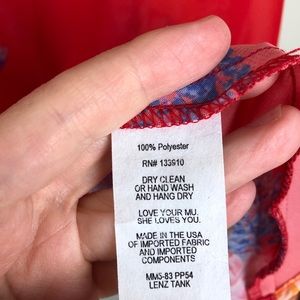 100% Polyester
RN# 133910
DRY CLEAN
OR HAND WASH
AND HANG DRY
LOVE YOUR MU.
SHE LOVES YOU.
MADE IN THE USA
OF IMPORTED FABRIC
AND IMPORTED
COMPONENTS
MM5-83 PP54
LENZ TANK